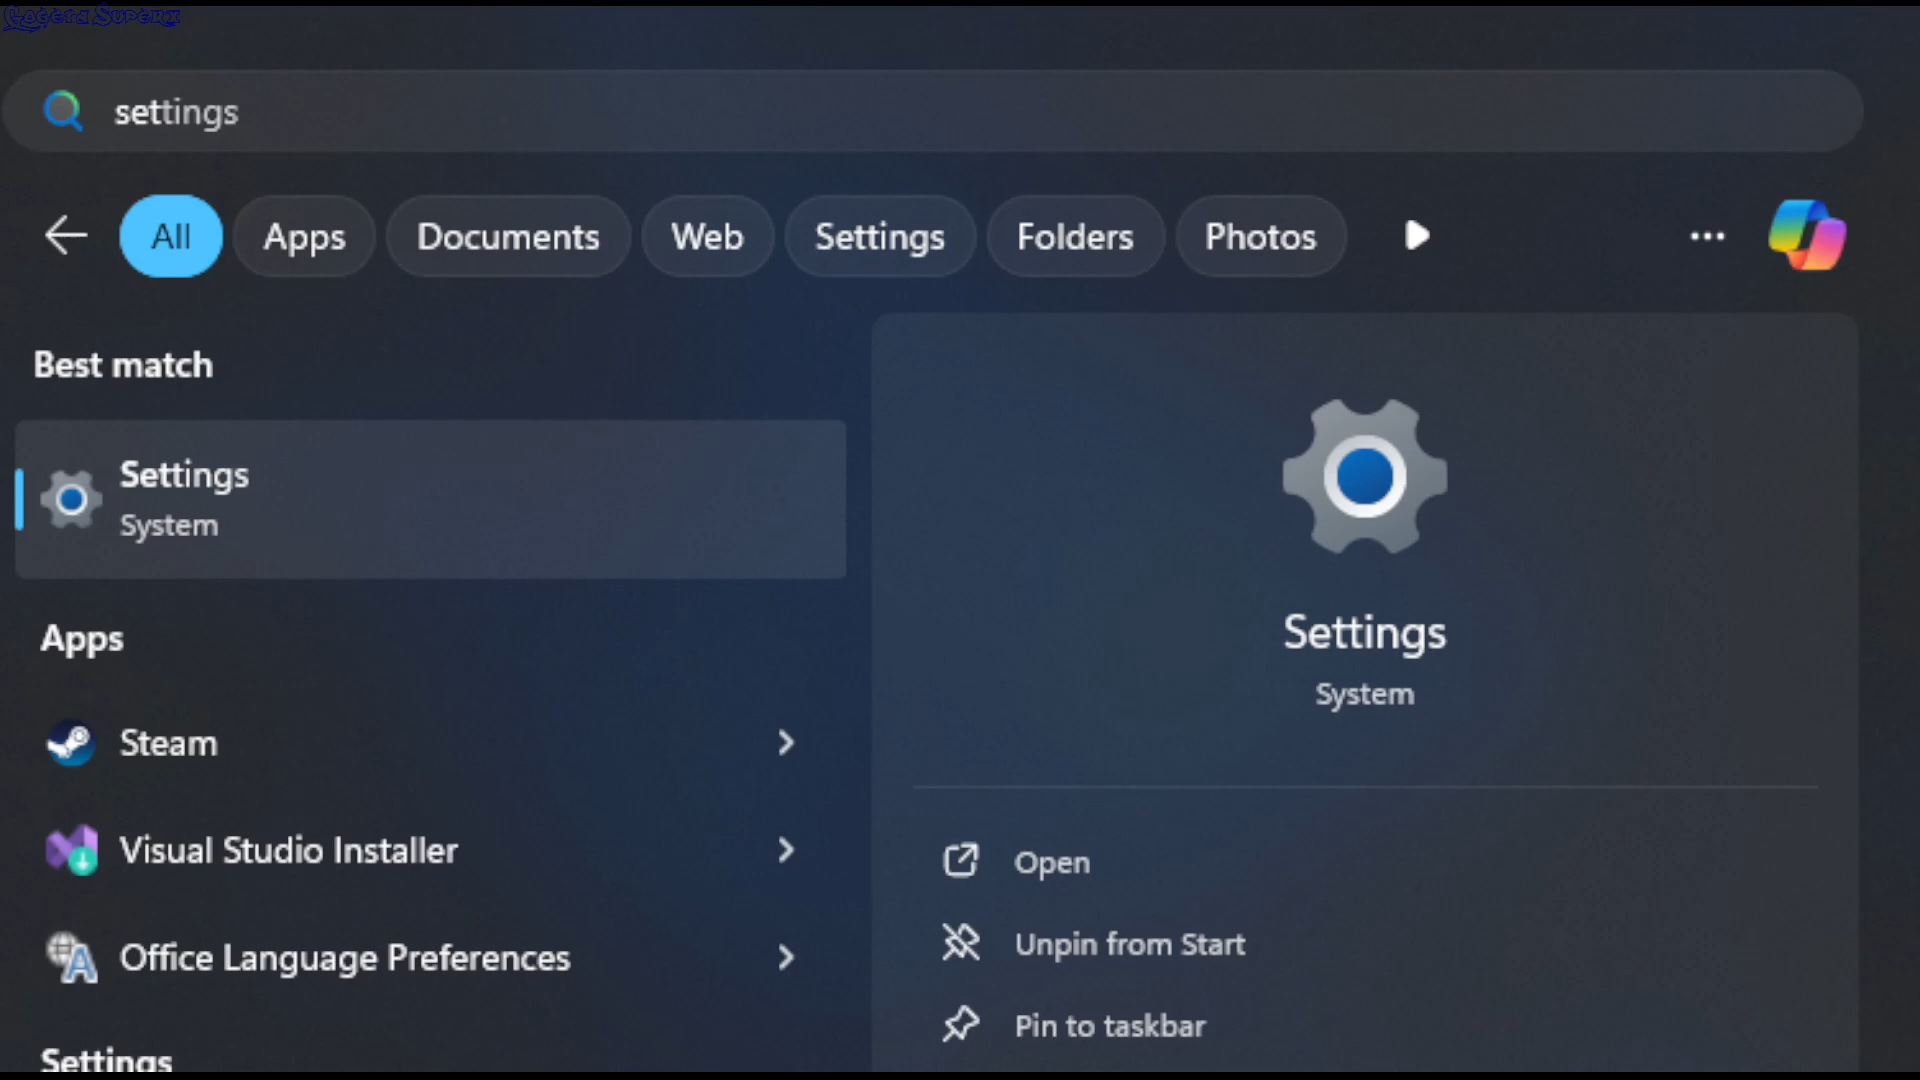 settings
All Apps Documents Web Settings Folders Photos
Best match
Settings
System
Apps
Steam
Visual Studio Installer
Office Language Preferences
Settings
Settings
System
Open
Unpin from Start
Pin to taskbar